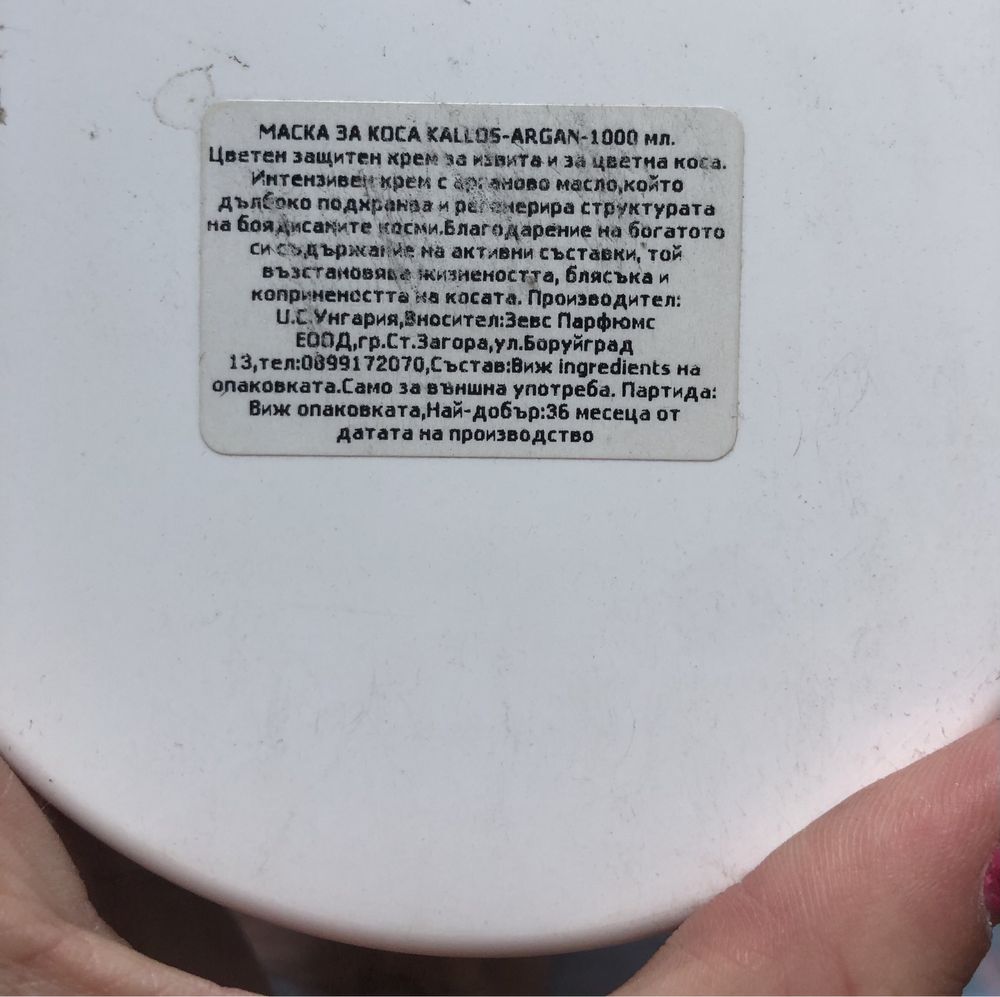 МАСКА ЗА КОСА KALLOS-ARGAN-1000 мл.
Цветен защитен крем за извита и за цветна коса.
Интензивен крем с арганово масло,който
дълбоко подхранва и регенерира структурата
на боядисаните косми.Благодарение на богатото
си съдържание на активни съставки, той
възстановява жизнеността, блясъка и
копринеността на косата. Производител:
U.C.Унгария,Вносител:Зевс Парфюмс
ЕООД,гр.Ст.Загора,ул.Боруйград
13,тел:0899172070,Състав:Виж ingredients на
опаковката.Само за външна употреба. Партида:
Виж опаковката,Най-добър:36 месеца от
датата на производство